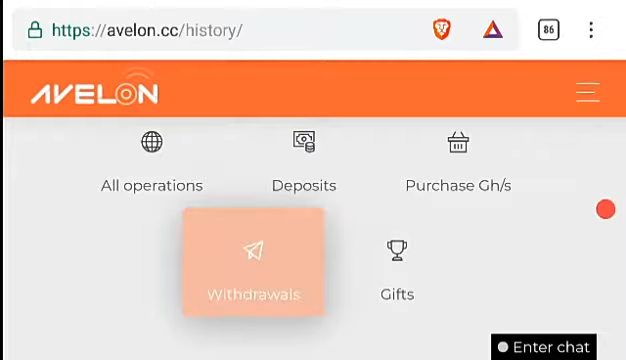 https://avelon.cc/history/
86
AVELON
All operations
Deposits
Purchase Gh/s
Withdrawals
Gifts
Enter chat